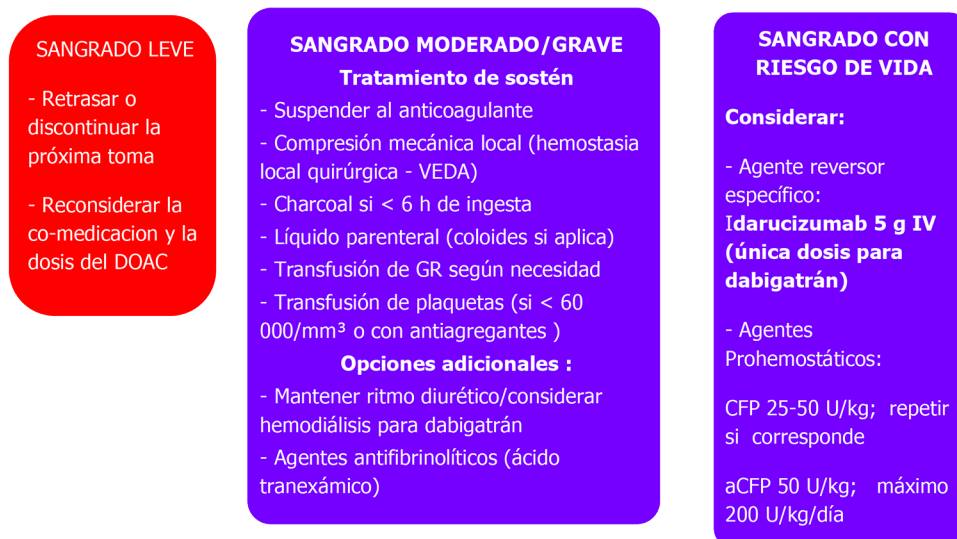 SANGRADO LEVE
- Retrasar o
discontinuar la
próxima toma
- Reconsiderar la
co-medicacion y la
dosis del DOAC
SANGRADO MODERADO/GRAVE
Tratamiento de sostén
- Suspender al anticoagulante
- Compresión mecánica local (hemostasia
local quirúrgica - VEDA)
- Charcoal si < 6 h de ingesta
- Líquido parenteral (coloides si aplica)
- Transfusión de GR según necesidad
- Transfusión de plaquetas (si < 60
000/mm³ o con antiagregantes )
Opciones adicionales :
- Mantener ritmo diurético/considerar
hemodiálisis para dabigatrán
- Agentes antifibrinolíticos (ácido
tranexámico)
SANGRADO CON
RIESGO DE VIDA
Considerar:
- Agente reversor
específico:
Idarucizumab 5 g IV
(única dosis para
dabigatrán)
- Agentes
Prohemostáticos:
CFP 25-50 U/kg; repetir
si corresponde
aCFP 50 U/kg; máximo
200 U/kg/día